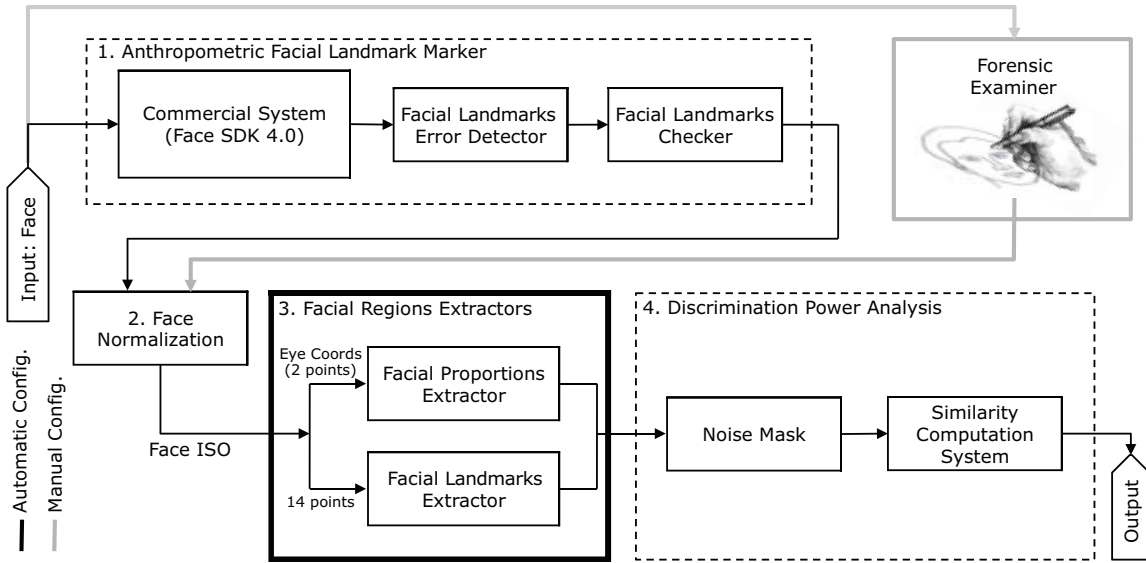 1. Anthropometric Facial Landmark Marker
Commercial System
(Face SDK 4.0)
Facial Landmarks
Error Detector
Facial Landmarks
Checker
Forensic
Examiner
Input: Face
2. Face
Normalization
3. Facial Regions Extractors
Eye Coords
(2 points)
Facial Proportions
Extractor
Face ISO
14 points
Facial Landmarks
Extractor
4. Discrimination Power Analysis
Noise Mask
Similarity
Computation
System
Output
Automatic Config.
Manual Config.